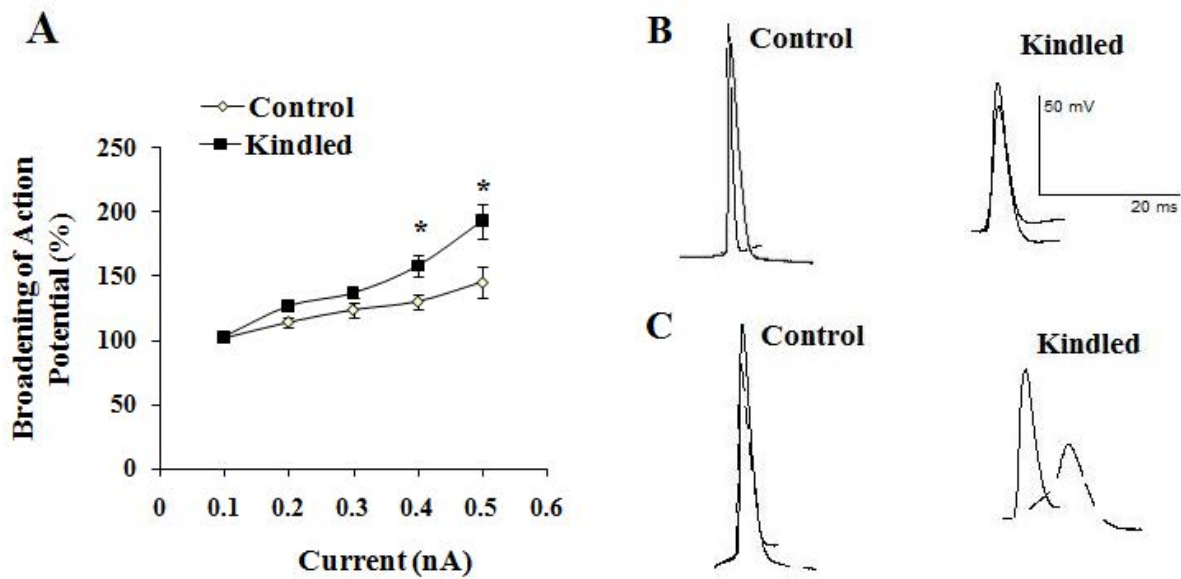 A
Control
Kindled
Broadening of Action
Potential (%)
250
200
150
100
50
0
*
*
0
0.1
0.2
0.3
0.4
0.5
0.6
Current (nA)
B
Control
Kindled
50 mV
20 ms
C
Control
Kindled